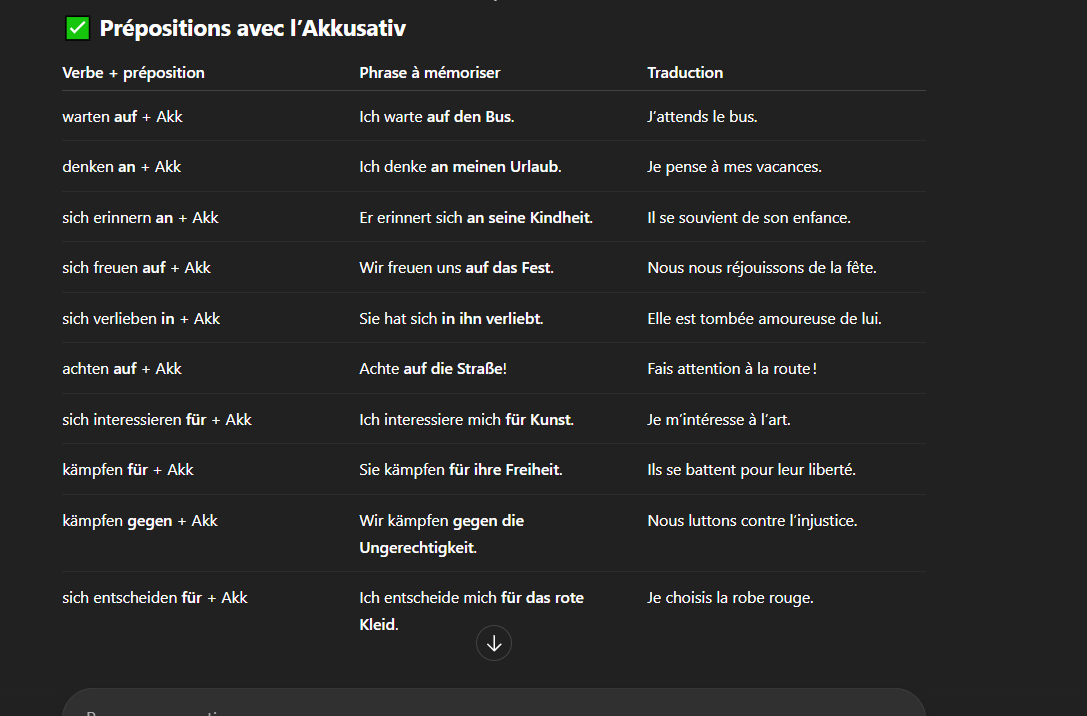 ✅ Prépositions avec l’Akkusativ
Verbe + préposition Phrase à mémoriser Traduction
warten auf + Akk Ich warte auf den Bus. J’attends le bus.
denken an + Akk Ich denke an meinen Urlaub. Je pense à mes vacances.
sich erinnern an + Akk Er erinnert sich an seine Kindheit. Il se souvient de son enfance.
sich freuen auf + Akk Wir freuen uns auf das Fest. Nous nous réjouissons de la fête.
sich verlieben in + Akk Sie hat sich in ihn verliebt. Elle est tombée amoureuse de lui.
achten auf + Akk Achte auf die Straße! Fais attention à la route !
sich interessieren für + Akk Ich interessiere mich für Kunst. Je m’intéresse à l’art.
kämpfen für + Akk Sie kämpfen für ihre Freiheit. Ils se battent pour leur liberté.
kämpfen gegen + Akk Wir kämpfen gegen die Nous luttons contre l’injustice.
Ungerechtigkeit.
sich entscheiden für + Akk Ich entscheide mich für das rote Je choisis la robe rouge.
Kleid.